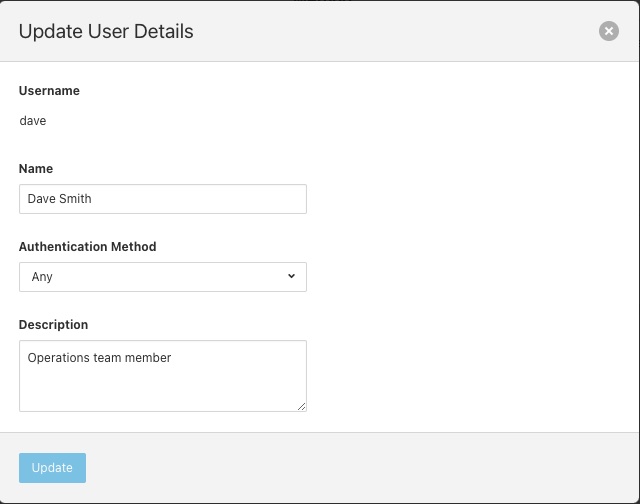 Update User Details
Username
dave
Name
Dave Smith
Authentication Method
Any
Description
Operations team member
Update